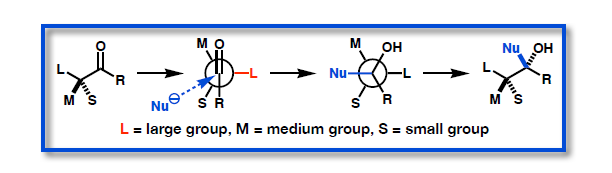 M O M OH Nu OH
L O L Nu L L
R R
M S Nu⊖ S R S R M S
L = large group, M = medium group, S = small group